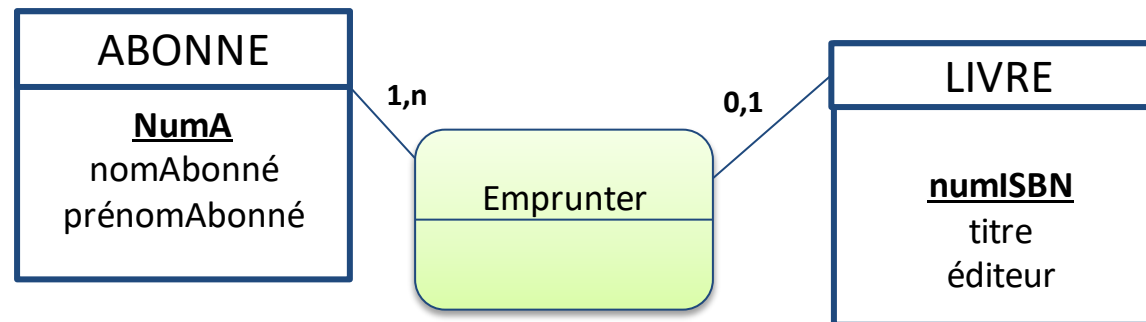 ABONNE
NumA
nomAbonné
prénomAbonné
1,n
Emprunter
0,1
LIVRE
numISBN
titre
éditeur